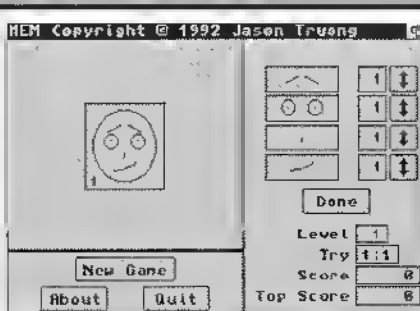 MEM Copyright © 1992 Jason Truong
1
1
1
1
1
Done
Level 1
Try 1:1
Score 0
Top Score 0
New Game
About Quit